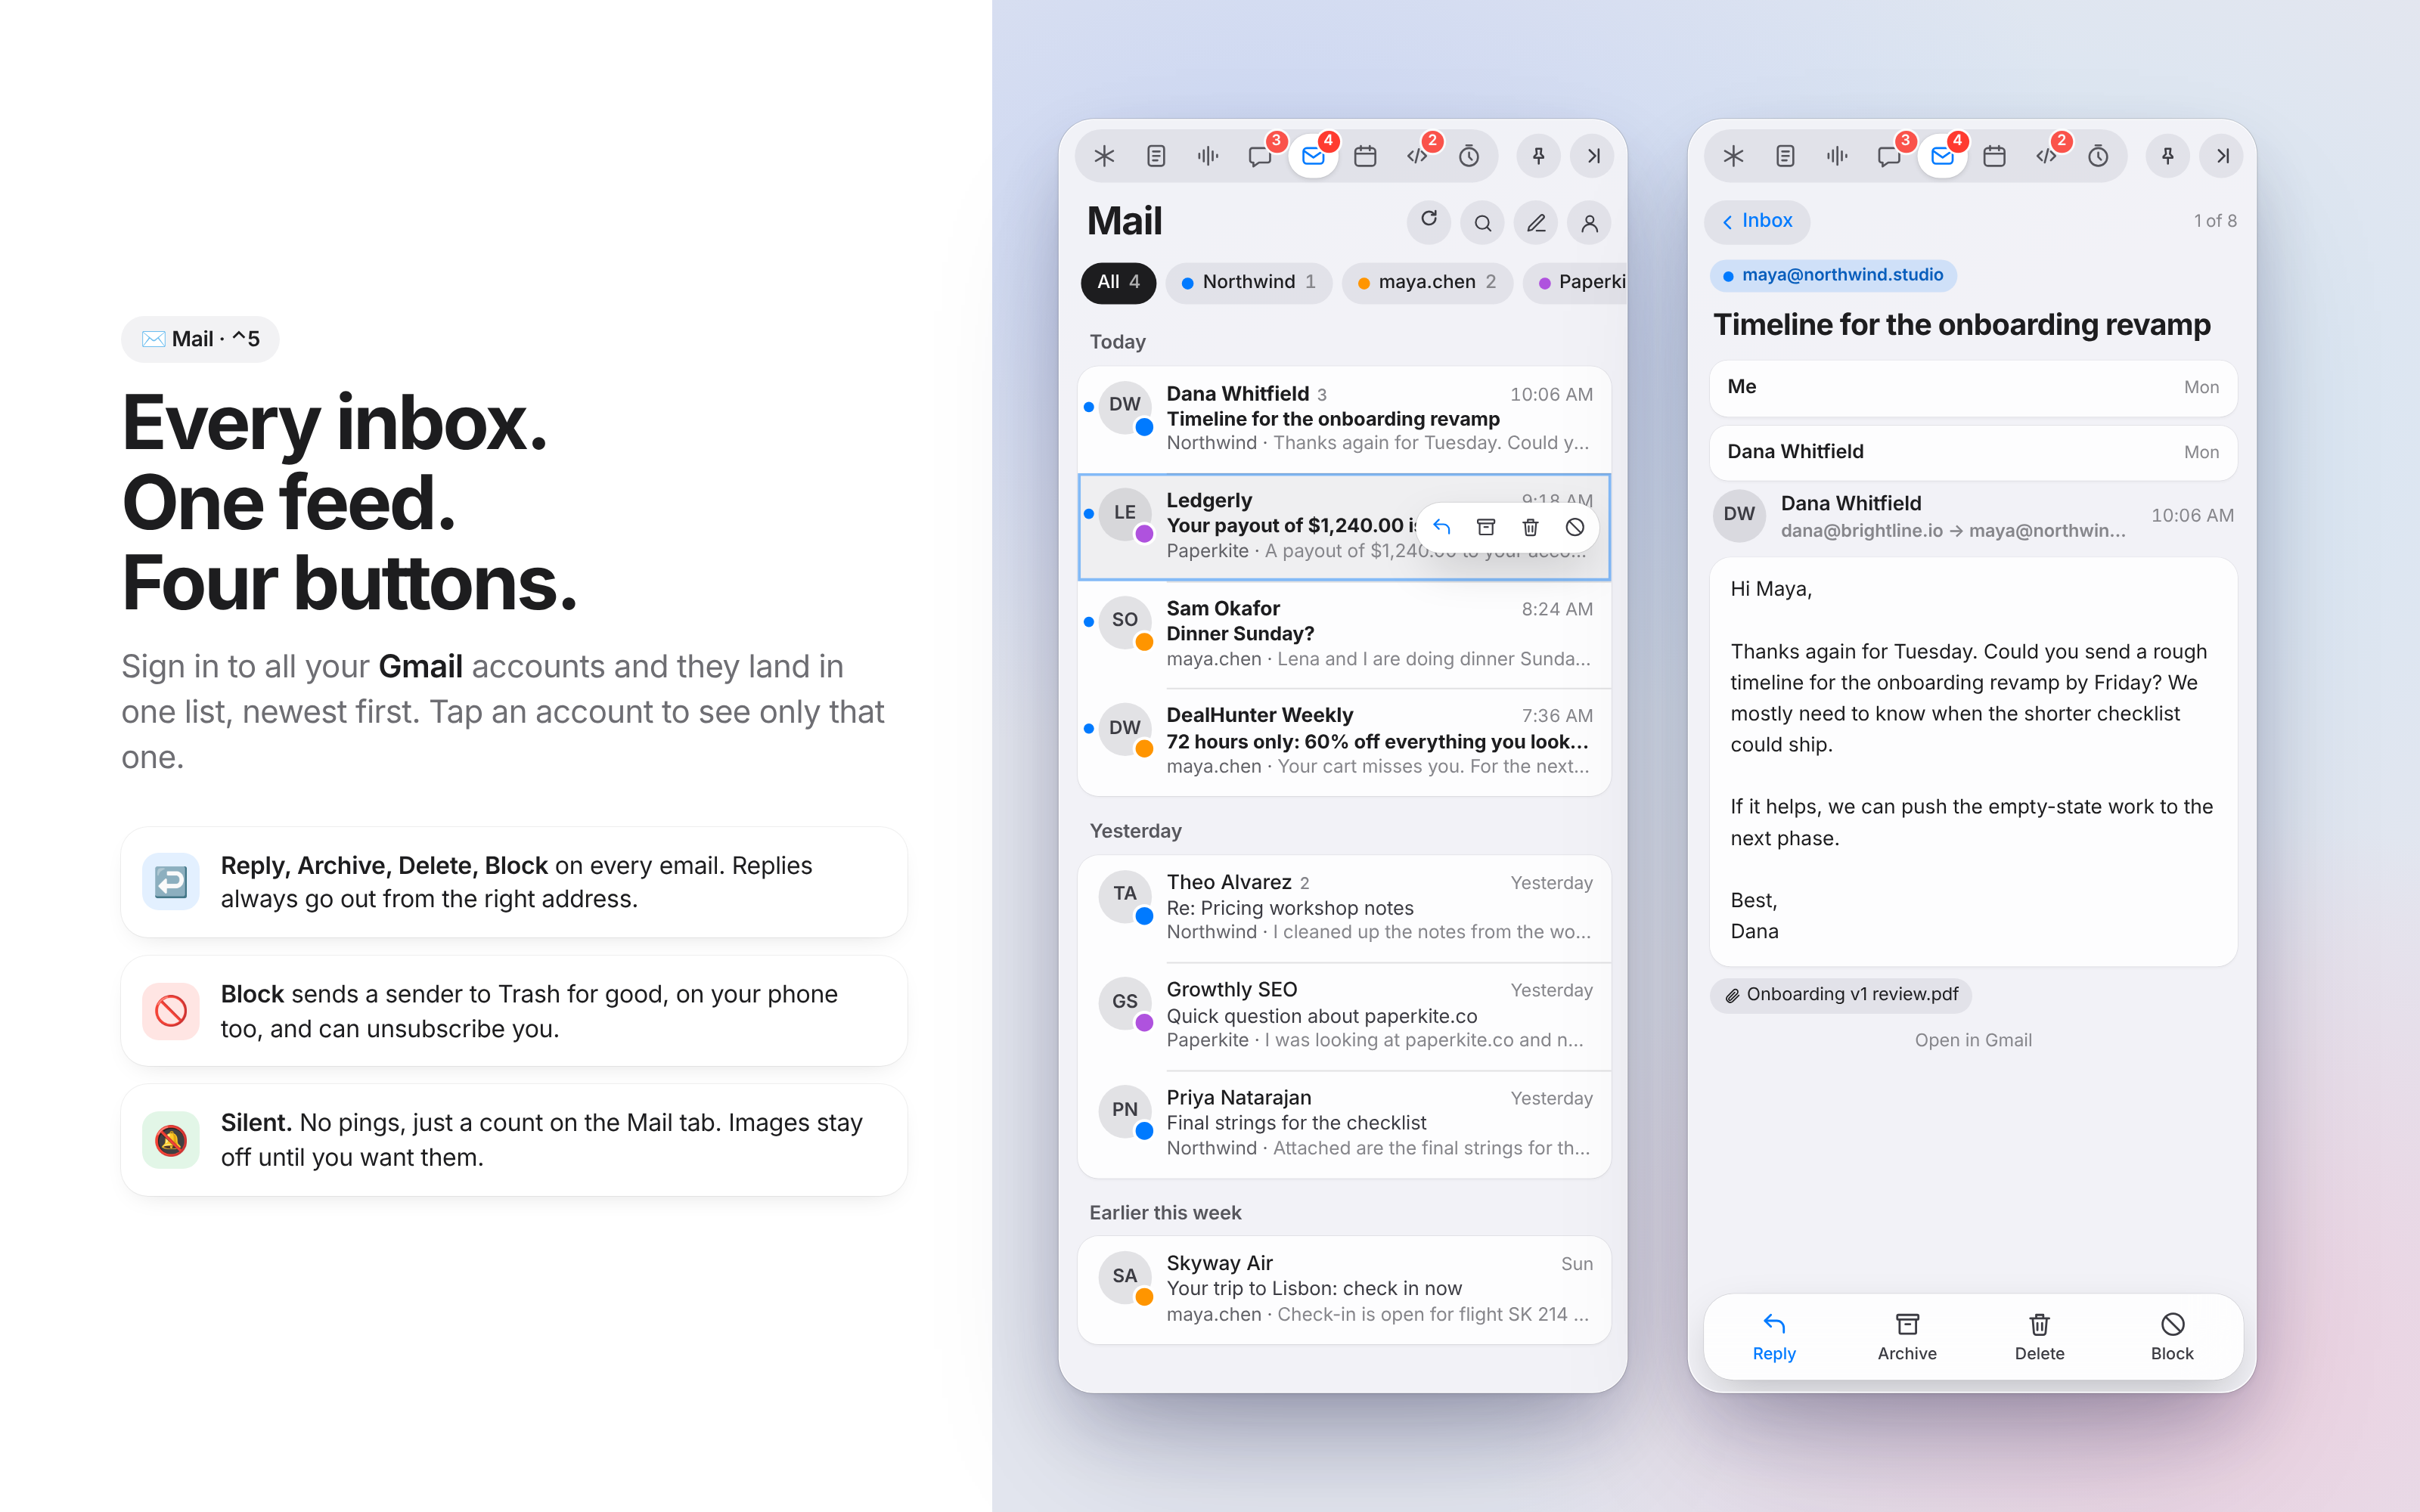 ✉️ Mail · ^5
Every inbox.
One feed.
Four buttons.
Sign in to all your Gmail accounts and they land in
one list, newest first. Tap an account to see only that
one.
Reply, Archive, Delete, Block on every email. Replies
always go out from the right address.
Block sends a sender to Trash for good, on your phone
too, and can unsubscribe you.
Silent. No pings, just a count on the Mail tab. Images stay
off until you want them.
3 4 2
Mail
All 4 Northwind 1 maya.chen 2 Paperki
Today
DW Dana Whitfield 3 10:06 AM
Timeline for the onboarding revamp
Northwind · Thanks again for Tuesday. Could y...
LE Ledgerly 9:18 AM
Your payout of $1,240.00 is
Paperkite · A payout of $1,240.00 to your acco...
SO Sam Okafor 8:24 AM
Dinner Sunday?
maya.chen · Lena and I are doing dinner Sunda...
DW DealHunter Weekly 7:36 AM
72 hours only: 60% off everything you look...
maya.chen · Your cart misses you. For the next...
Yesterday
TA Theo Alvarez 2 Yesterday
Re: Pricing workshop notes
Northwind · I cleaned up the notes from the wo...
GS Growthly SEO Yesterday
Quick question about paperkite.co
Paperkite · I was looking at paperkite.co and n...
PN Priya Natarajan Yesterday
Final strings for the checklist
Northwind · Attached are the final strings for th...
Earlier this week
SA Skyway Air Sun
Your trip to Lisbon: check in now
maya.chen · Check-in is open for flight SK 214 ...
3 4 2
Inbox 1 of 8
maya@northwind.studio
Timeline for the onboarding revamp
Me Mon
Dana Whitfield Mon
DW Dana Whitfield 10:06 AM
dana@brightline.io → maya@northwin...
Hi Maya,
Thanks again for Tuesday. Could you send a rough
timeline for the onboarding revamp by Friday? We
mostly need to know when the shorter checklist
could ship.
If it helps, we can push the empty-state work to the
next phase.
Best,
Dana
Onboarding v1 review.pdf
Open in Gmail
Reply Archive Delete Block